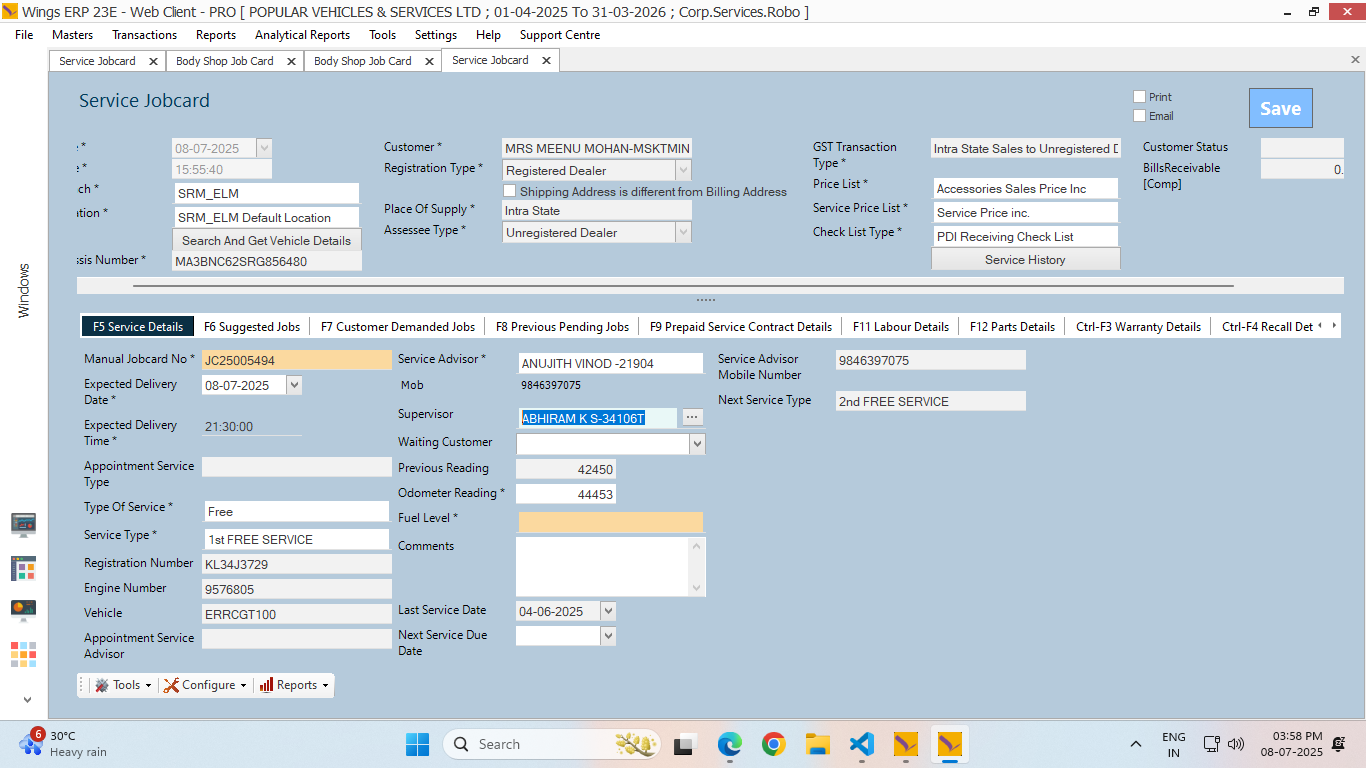 Wings ERP 23E - Web Client - PRO [ POPULAR VEHICLES & SERVICES LTD ; 01-04-2025 To 31-03-2026 ; Corp.Services.Robo ]
File Masters Transactions Reports Analytical Reports Tools Settings Help Support Centre
Service Jobcard Body Shop Job Card Body Shop Job Card Service Jobcard
Windows
Service Jobcard
Print
Email
Save
* 08-07-2025
* 15:55:40
ch * SRM_ELM
tion * SRM_ELM Default Location
Search And Get Vehicle Details
ssis Number * MA3BNC62SRG856480
Customer * MRS MEENU MOHAN-MSKTMIN
Registration Type * Registered Dealer
Shipping Address is different from Billing Address
Place Of Supply * Intra State
Assessee Type * Unregistered Dealer
GST Transaction
Type *
Intra State Sales to Unregistered
Price List * Accessories Sales Price Inc
Service Price List * Service Price inc.
Check List Type * PDI Receiving Check List
Service History
Customer Status
BillsReceivable
[Comp]
0.
F5 Service Details F6 Suggested Jobs F7 Customer Demanded Jobs F8 Previous Pending Jobs F9 Prepaid Service Contract Details F11 Labour Details F12 Parts Details Ctrl-F3 Warranty Details Ctrl-F4 Recall Det
Manual Jobcard No * JC25005494
Expected Delivery
Date *
08-07-2025
Expected Delivery
Time *
21:30:00
Appointment Service
Type
Type Of Service * Free
Service Type * 1st FREE SERVICE
Registration Number KL34J3729
Engine Number 9576805
Vehicle ERRCGT100
Appointment Service
Advisor
Service Advisor * ANUJITH VINOD -21904
Mob 9846397075
Supervisor ABHIRAM K S-34106T ...
Waiting Customer
Previous Reading 42450
Odometer Reading * 44453
Fuel Level *
Comments
Last Service Date 04-06-2025
Next Service Due
Date
Service Advisor
Mobile Number
9846397075
Next Service Type 2nd FREE SERVICE
Tools Configure Reports
6
30°C
Heavy rain
Search
ENG
IN
03:58 PM
08-07-2025